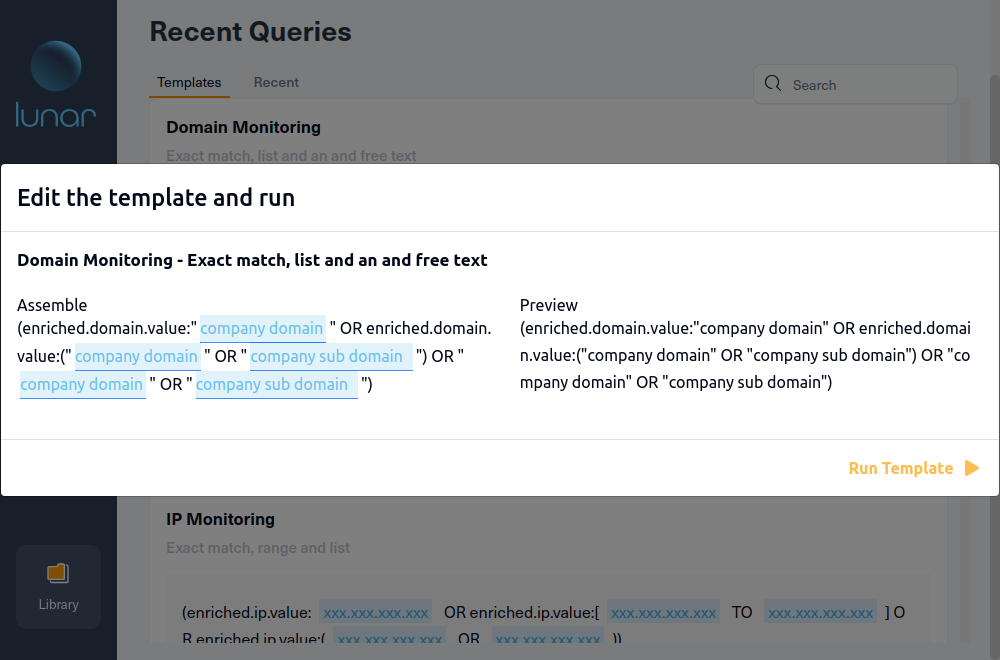 Recent Queries
lunar
Templates
Recent
Search
Domain Monitoring
Exact match, list and an and free text
Edit the template and run
Domain Monitoring - Exact match, list and an and free text
Assemble
(enriched.domain.value:" company domain " OR enriched.domain.
value:(" company domain " OR " company sub domain ") OR "
company domain " OR " company sub domain ")
Preview
(enriched.domain.value:"company domain" OR enriched.domai
n.value:("company domain" OR "company sub domain") OR "co
mpany domain" OR "company sub domain")
Run Template
IP Monitoring
Exact match, range and list
Library
(enriched.ip.value: xxx.xxx.xxx.xxx OR enriched.ip.value:[ xxx.xxx.xxx.xxx TO xxx.xxx.xxx.xxx ] O
R enriched.ip.value:( xxx.xxx.xxx.xxx OR xxx.xxx.xxx.xxx ))